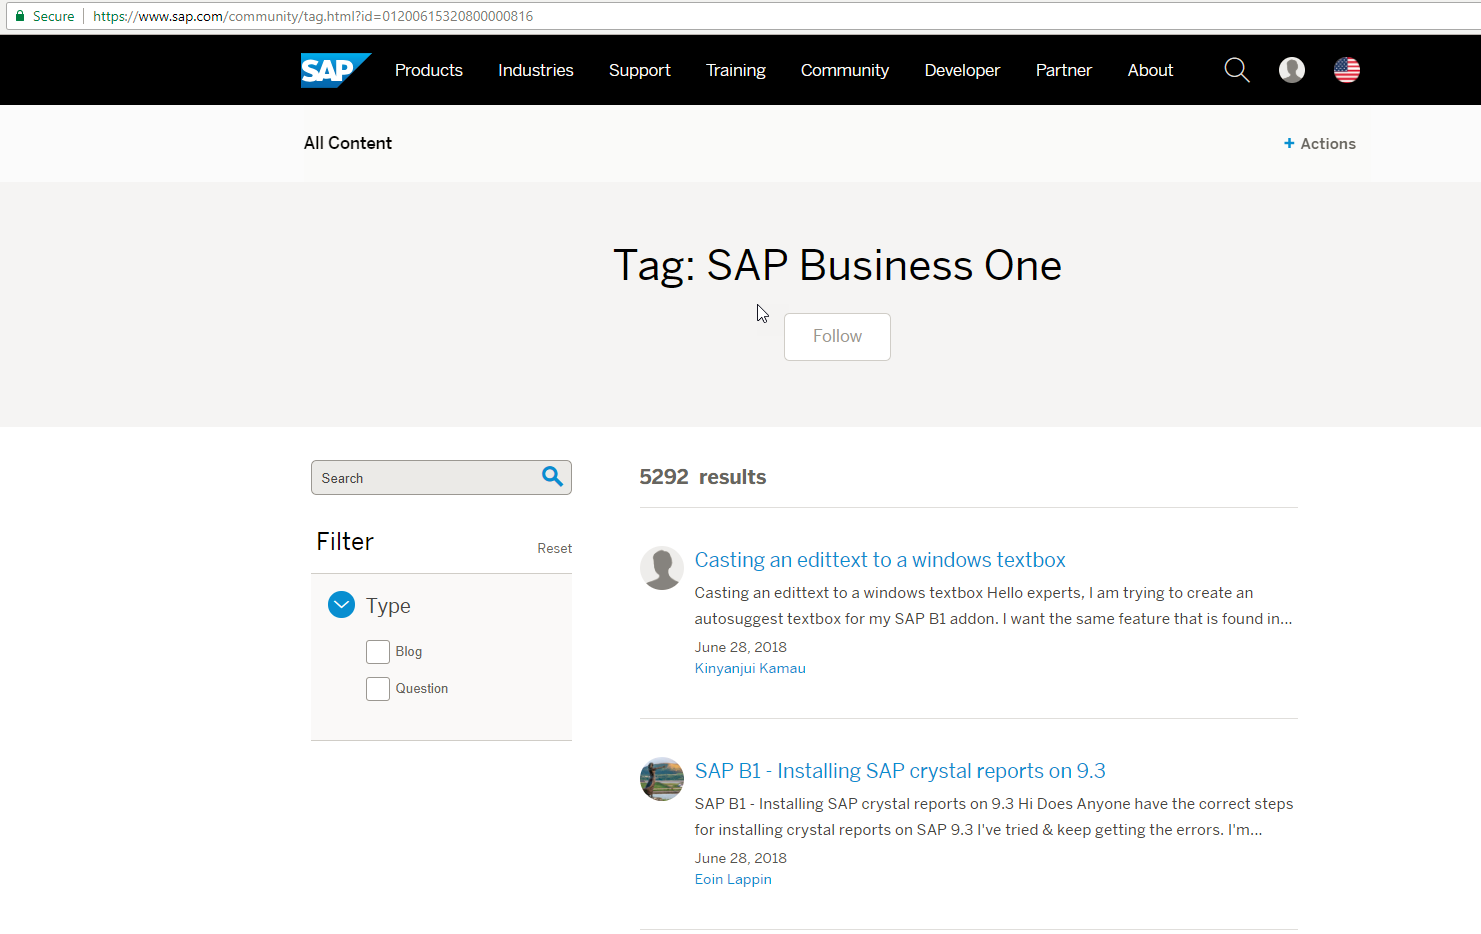 Secure https://www.sap.com/community/tag.html?id=01200615320800000816
SAP Products Industries Support Training Community Developer Partner About
All Content + Actions
Tag: SAP Business One
Follow
Search
Filter
Reset
Type
Blog
Question
5292 results
Casting an edittext to a windows textbox
Casting an edittext to a windows textbox Hello experts, I am trying to create an
autosuggest textbox for my SAP B1 addon. I want the same feature that is found in...
June 28, 2018
Kinyanjui Kamau
SAP B1 - Installing SAP crystal reports on 9.3
SAP B1 - Installing SAP crystal reports on 9.3 Hi Does Anyone have the correct steps
for installing crystal reports on SAP 9.3 I've tried & keep getting the errors. I'm...
June 28, 2018
Eoin Lappin